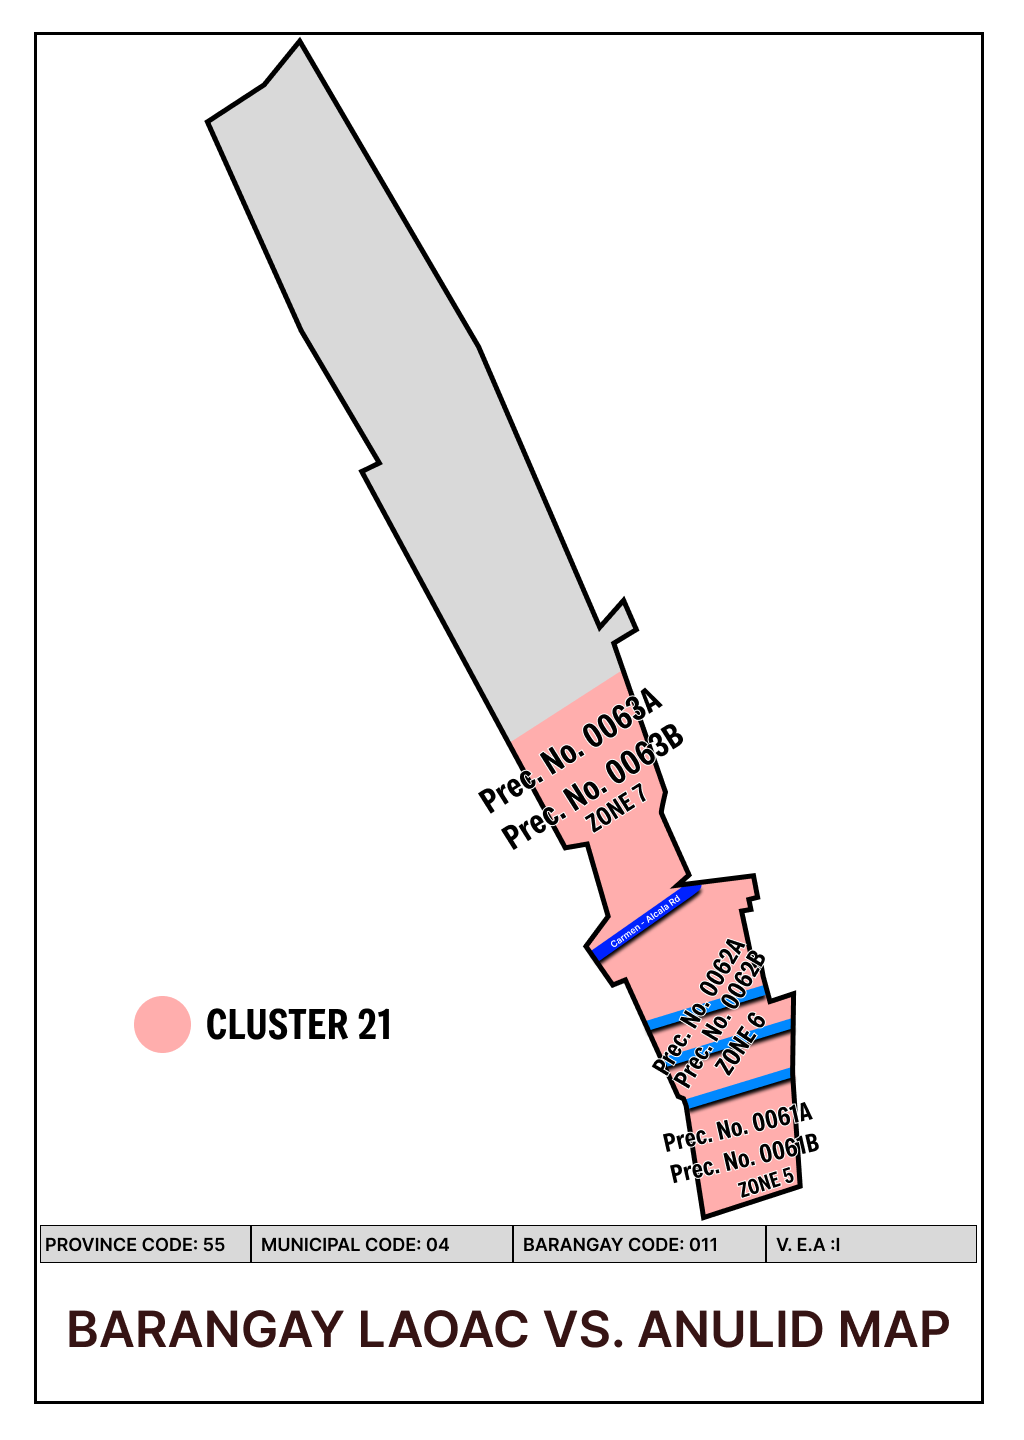 Prec. No. 0063A
Prec. No. 0063B
ZONE 7
Carmen - Alcala Rd
Prec. No. 0062A
Prec. No. 0062B
ZONE 6
CLUSTER 21
Prec. No. 0061A
Prec. No. 0061B
ZONE 5
PROVINCE CODE: 55 MUNICIPAL CODE: 04 BARANGAY CODE: 011 V. E.A :I
BARANGAY LAOAC VS. ANULID MAP